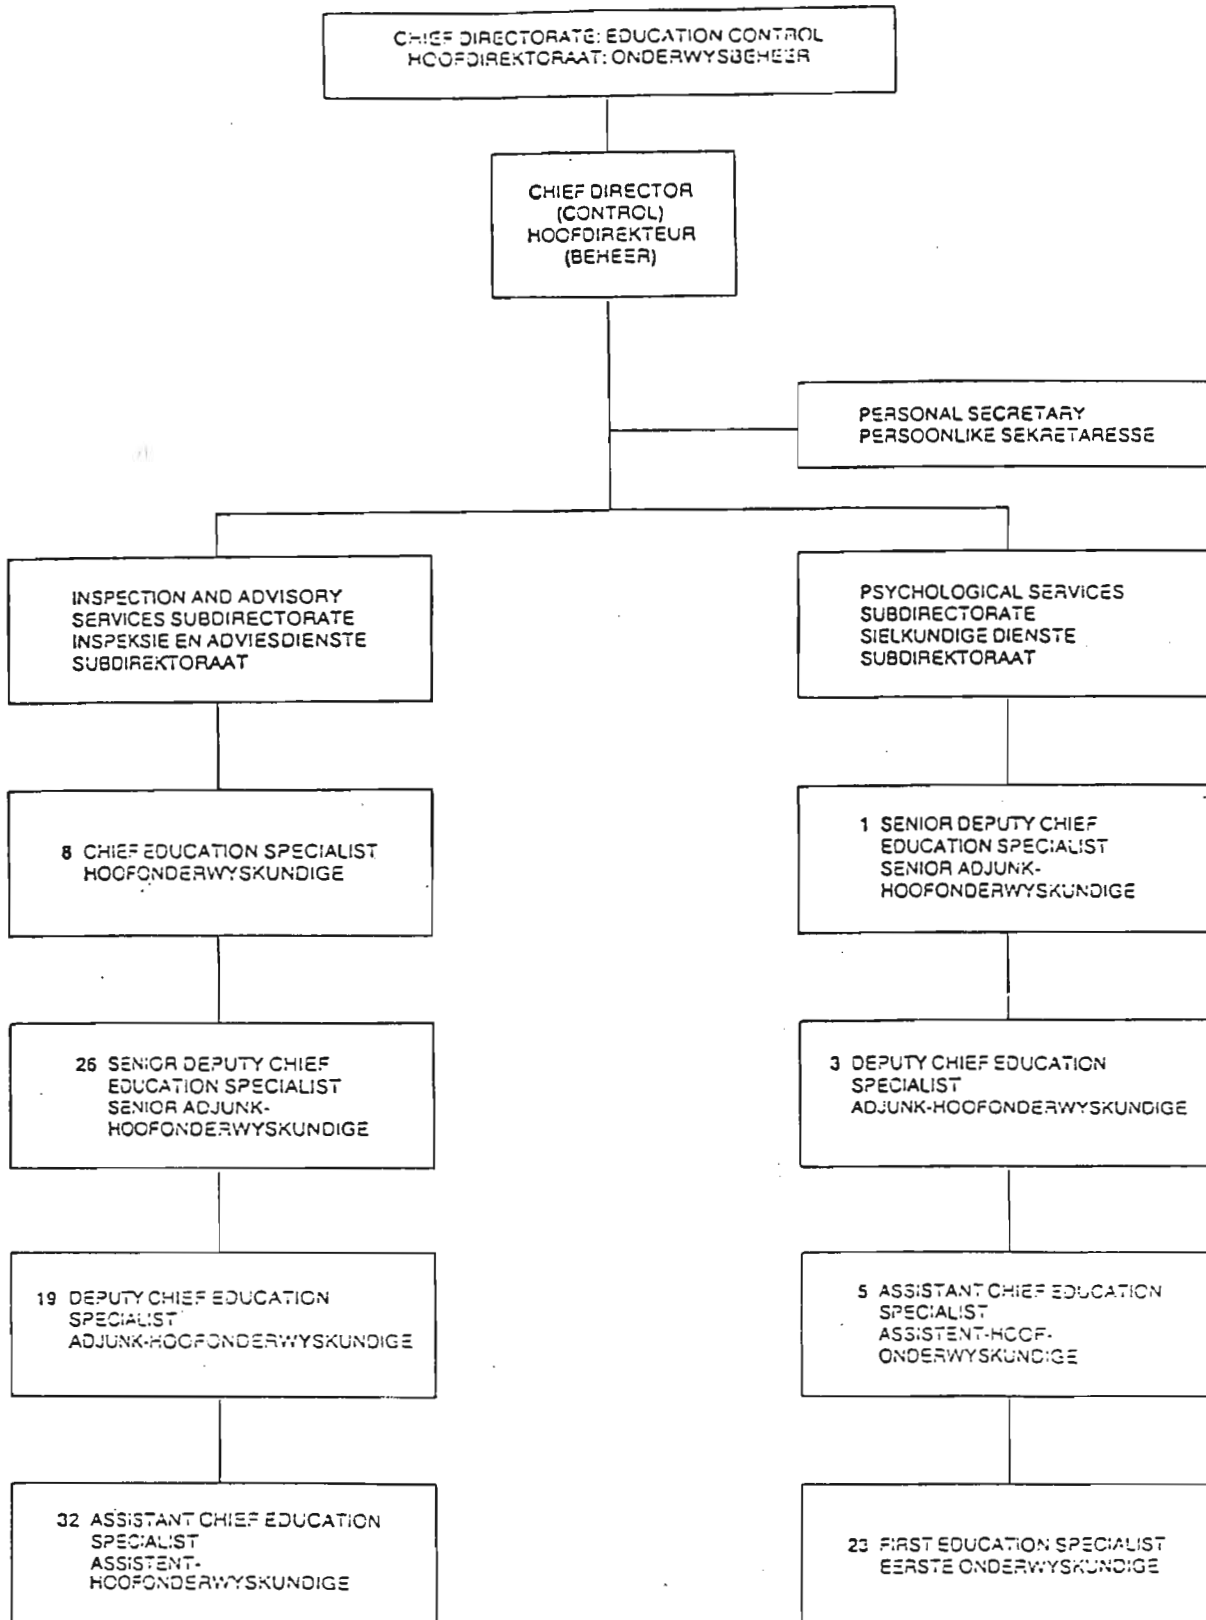 CHIEF DIRECTORATE: EDUCATION CONTROL
HOOFDIREKTORAAT: ONDERWYSBEHEER
CHIEF DIRECTOR
(CONTROL)
HOOFDIREKTEUR
(BEHEER)
PERSONAL SECRETARY
PERSOONLIKE SEKRETARESSE
INSPECTION AND ADVISORY
SERVICES SUBDIRECTORATE
INSPEKSIE EN ADVIESDIENSTE
SUBDIREKTORAAT
PSYCHOLOGICAL SERVICES
SUBDIRECTORATE
SIELKUNDIGE DIENSTE
SUBDIREKTORAAT
8 CHIEF EDUCATION SPECIALIST
HOOFONDERWYSKUNDIGE
1 SENIOR DEPUTY CHIEF
EDUCATION SPECIALIST
SENIOR ADJUNK-
HOOFONDERWYSKUNDIGE
26 SENIOR DEPUTY CHIEF
EDUCATION SPECIALIST
SENIOR ADJUNK-
HOOFONDERWYSKUNDIGE
3 DEPUTY CHIEF EDUCATION
SPECIALIST
ADJUNK-HOOFONDERWYSKUNDIGE
19 DEPUTY CHIEF EDUCATION
SPECIALIST
ADJUNK-HOOFONDERWYSKUNDIGE
5 ASSISTANT CHIEF EDUCATION
SPECIALIST
ASSISTENT-HOOF-
ONDERWYSKUNDIGE
32 ASSISTANT CHIEF EDUCATION
SPECIALIST
ASSISTENT-
HOOFONDERWYSKUNDIGE
23 FIRST EDUCATION SPECIALIST
EERSTE ONDERWYSKUNDIGE